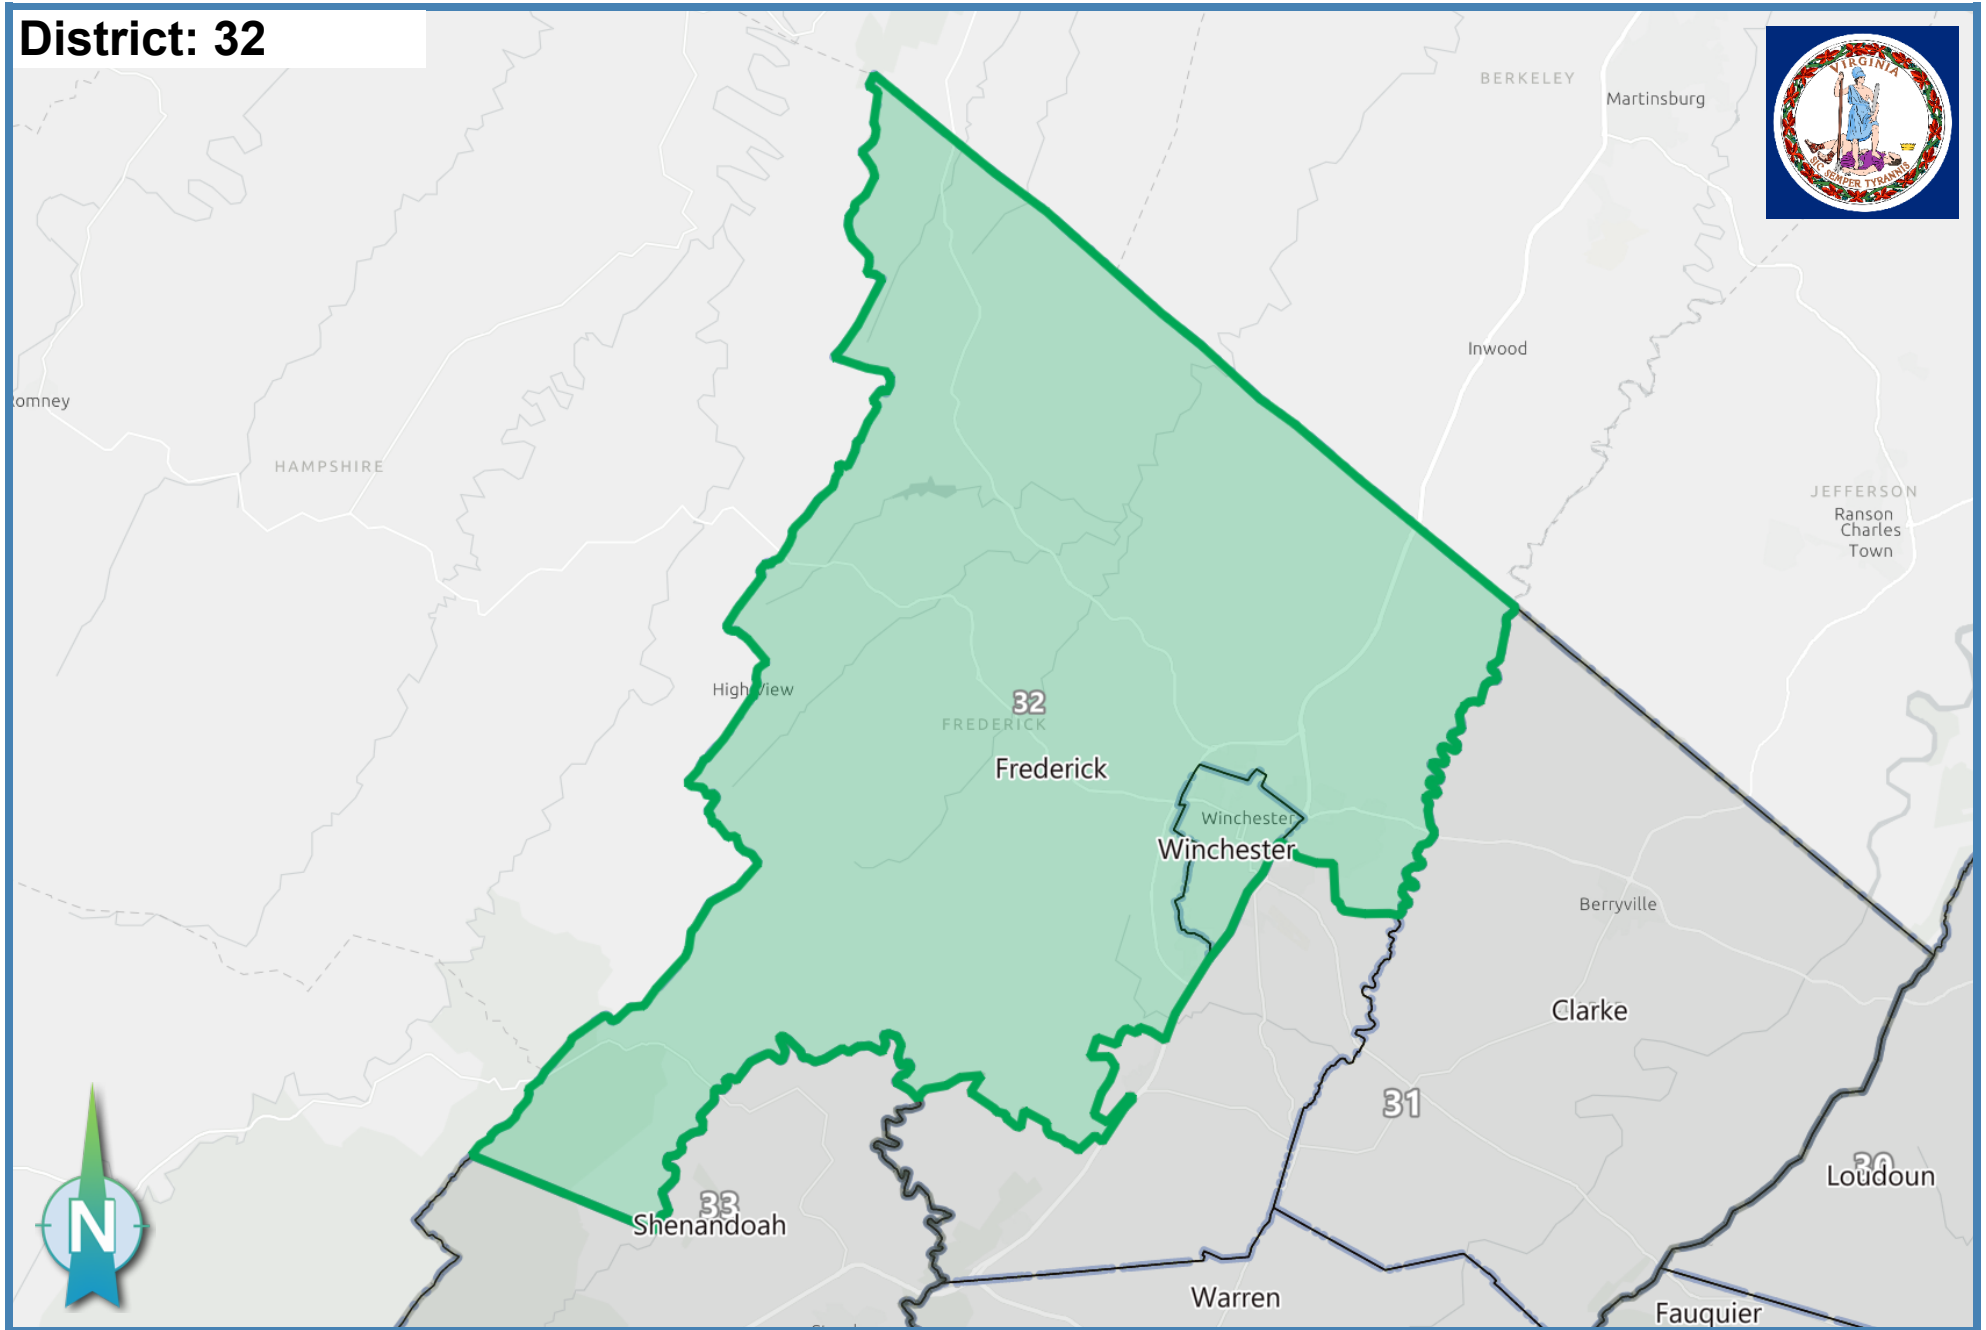 District: 32
VIRGINIA
SIC SEMPER TYRANNIS
BERKELEY
Martinsburg
Inwood
omney
HAMPSHIRE
JEFFERSON
Ranson
Charles
Town
High View
32
FREDERICK
Frederick
Winchester
Winchester
Berryville
Clarke
31
30
Loudoun
33
Shenandoah
Warren
Fauquier
N